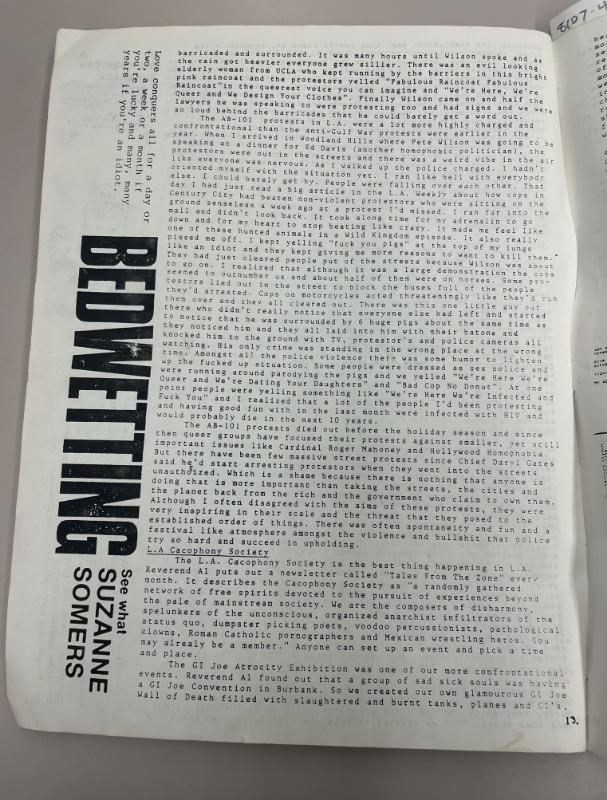 8(07-4
Love conquers all for a day or
two, a week or a month if
you're lucky and many, many
years if you're an idiot.
BEDWETTING
See what
SUZANNE
SOMERS
barricaded and surrounded. It was many hours until Wilson spoke and as
the rain got heavier everyone grew sillier. There was an evil looking
elderly woman from UCLA who kept running by the barriers in this bright
pink raincoat and the protestors yelled "Fabulous Raincoat Fabulous
Raincoat"in the queerest voice you can imagine and "We're Here, We're
Queer and We Design Your Clothes". Finally Wilson came on and half the
lawyers he was speaking to were protesting too and had signs and we were
so loud behind the barricades that he could barely get a word out.
The AB-101 protests in L.A. were a lot more highly charged and
confrontational than the anti-Gulf War protests were earlier in the
year. When I arrived in Woodland Hills where Pete Wilson was going to be
speaking at a dinner for Ed Davis (another homophobic politician), the
protestors were out in the streets and there was a weird vibe in the air
like everyone was nervous. As I walked up the police charged. I hadn't
oriented myself with the situation yet. I ran like hell with everybody
else. I could barely get by. People were falling over each other. That
day I had just read a big article in the L.A. Weekly about how cops in
Century City had beaten non-violent protestors who were sitting on the
ground senseless a week ago at a protest I'd missed. I ran far into the
mall and didn't look back. It took along time for my adrenalin to go
down and for my heart to stop beating like crazy. It made me feel like
one of these hunted animals in a Wild Kingdom episode. It also really
pissed me off. I kept yelling "fuck you pigs" at the top of my lungs
like an idiot and they kept giving me more reasons to want to kill them.
They had just cleared people put of the streets because Wilson was about
to go on. I realized that although it was a large demonstration the cops
seemed to outnumber us and about half of them were on horses. Some pro-
testors lied out in the street to block the buses full of the people
they'd arrested. Cops on motorcycles acted threateningly like they'd run
them over and they all cleared out. There was this one little guy out
there who didn't really notice that everyone else had left and started
to notice that he was surrounded by 6 huge pigs about the same time as
they noticed him and they all laid into him with their batons and
knocked him to the ground with TV, protestor's and police cameras all
watching. His only crime was standing in the wrong place at the wrong
time. Amongst all the police violence there was some humor to lighten
up the fucked up situation. Some people were dressed as sex police and
were running around parodying the pigs and we yelled "We're Here We're
Queer and We're Dating Your Daughters" and "Bad Cop No Donut". At one
point people were yelling something like "We're Here We're Infected and
Fuck You" and I realized that a lot of the people I'd been protesting
and having good fun with in the last month were infected with HIV and
would probably die in the next 10 years.
The AB-101 protests died out before the holiday season and since
then queer groups have focused their protests against smaller, yet still
important issues like Cardinal Roger Mahoney and Hollywood Homophobia.
But there have been few massive street protests since Chief Daryl Gates
said he'd start arresting protestors when they went into the streets
unauthoized. Which is a shame because there is nothing that anyone is
doing that is more important than taking the streets, the cities and
the planet back from the rich and the government who claim to own them.
Although I often disagreed with the aims of these protests, they were
very inspiring in their scale and the threat that they posed to the
established order of things. There was often spontaneity and fun and a
festival like atmosphere amongst the violence and bullshit that police
try so hard and succeed in upholding.
L.A Cacophony Society
The L.A. Cacophony Society is the best thing happening in L.A.
Reverend Al puts out a newsletter called "Tales From The Zone" every
month. It describes the Cacophony Society as "a randomly gathered
network of free spirits devoted to the pursuit of experiences beyond
the pale of mainstream society. We are the composers of disharmony,
spelunkers of the unconscious, organized anarchist infiltrators of the
status quo, dumpster picking poets, voodoo percussionists, pathological
clowns, Roman Catholic pornographers and Mexican wrestling heros. You
may already be a member." Anyone can set up an event and pick a time
and place.
The GI Joe Atrocity Exhibition was one of our more confrontational
events. Reverend Al found out that a group of sad sick souls was having
a GI Joe Convention in Burbank. So we created our own glamourous GI Joe
Wall of Death filled with slaughtered and burnt tanks, planes and GI's,
13.